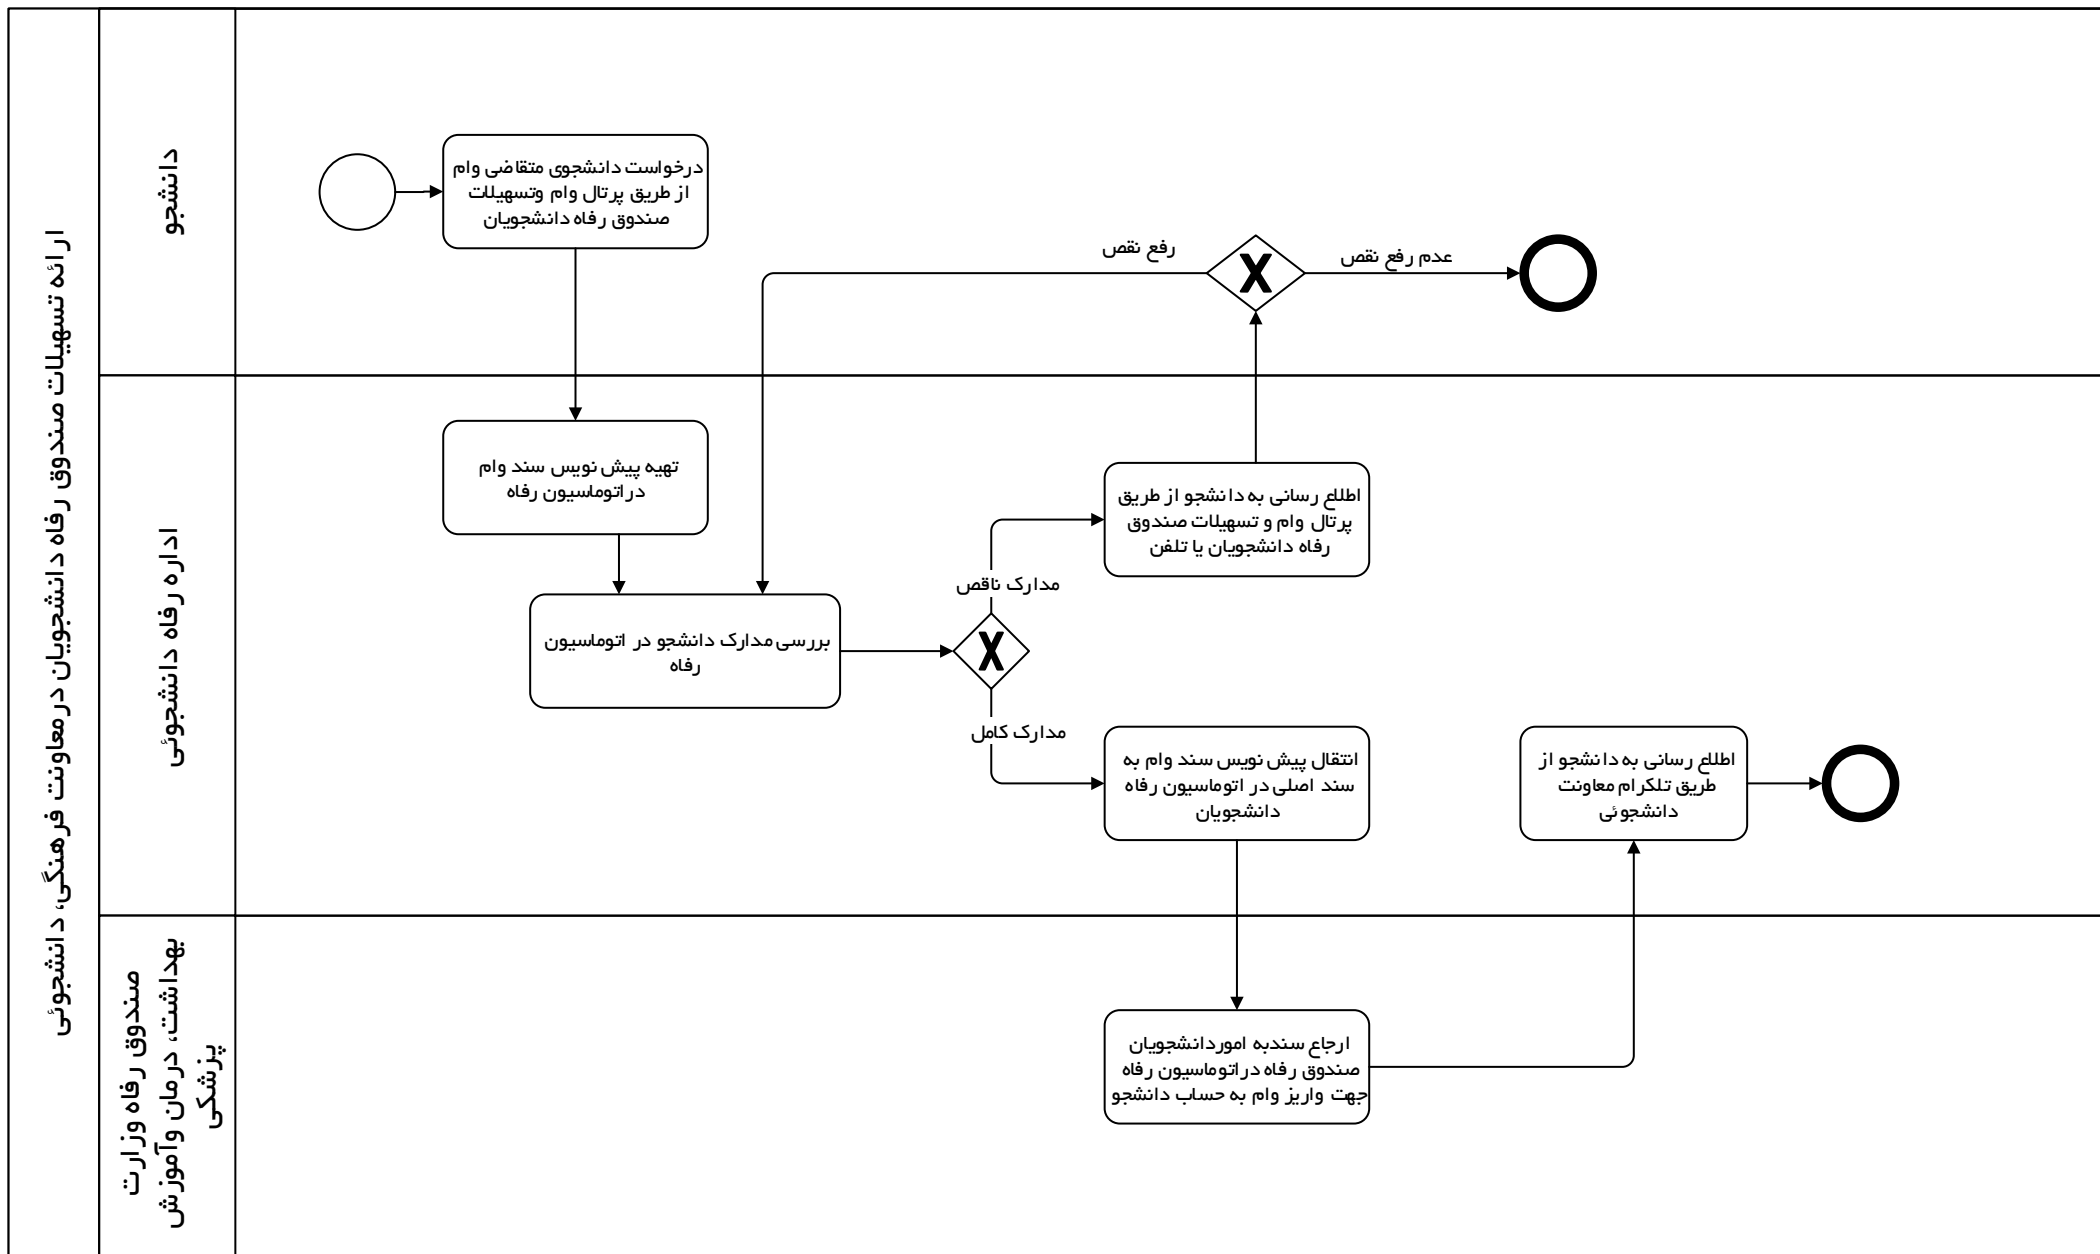 ارائه تسهیلات صندوق رفاه دانشجویان درمعاونت فرهنگی، دانشجوئی
دانشجو
درخواست دانشجوی متقاضی وام
از طریق پرتال وام وتسهیلات
صندوق رفاه دانشجویان
رفع نقص
X
عدم رفع نقص
اداره رفاه دانشجوئی
تهیه پیش نویس سند وام
دراتوماسیون رفاه
بررسی مدارک دانشجو در اتوماسیون
رفاه
X
مدارک ناقص
اطلاع رسانی به دانشجو از طریق
پرتال وام و تسهیلات صندوق
رفاه دانشجویان یا تلفن
مدارک کامل
انتقال پیش نویس سند وام به
سند اصلی در اتوماسیون رفاه
دانشجویان
اطلاع رسانی به دانشجو از
طریق تلگرام معاونت
دانشجوئی
صندوق رفاه وزارت
بهداشت، درمان وآموزش
پزشکی
ارجاع سندبه اموردانشجویان
صندوق رفاه دراتوماسیون رفاه
جهت واریز وام به حساب دانشجو